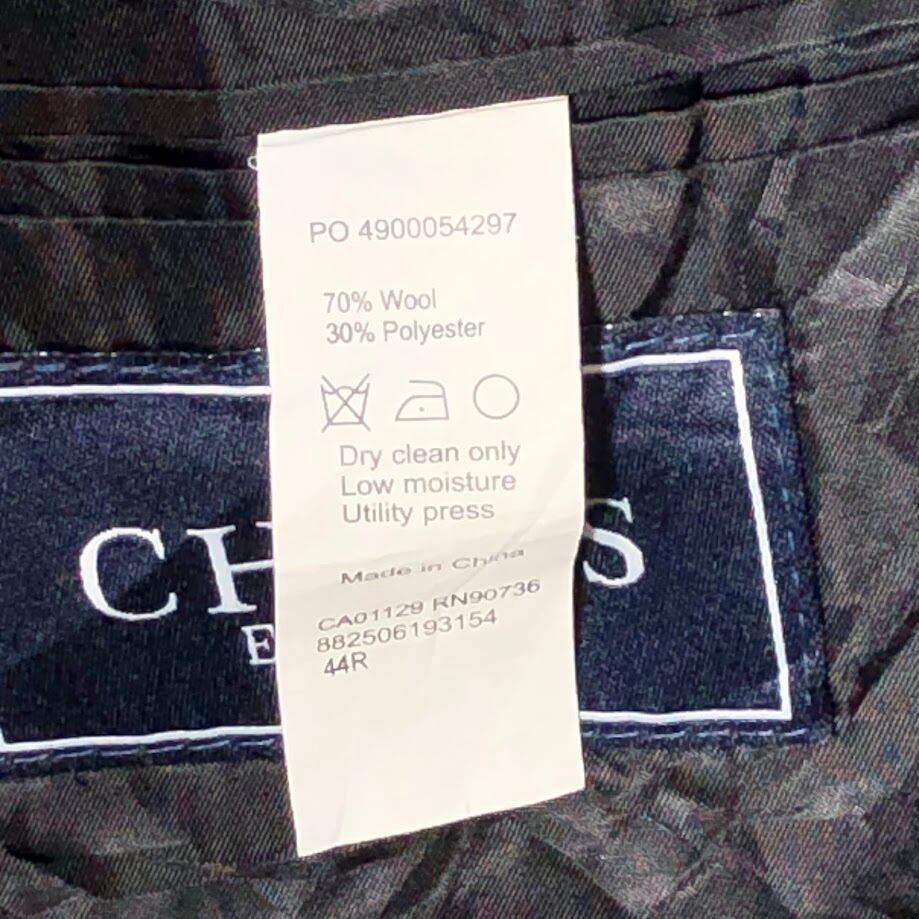 PO 4900054297
70% Wool
30% Polyester
Dry clean only
Low moisture
Utility press
CH S
E
Made in China
CA01129 RN90736
882506193154
44R